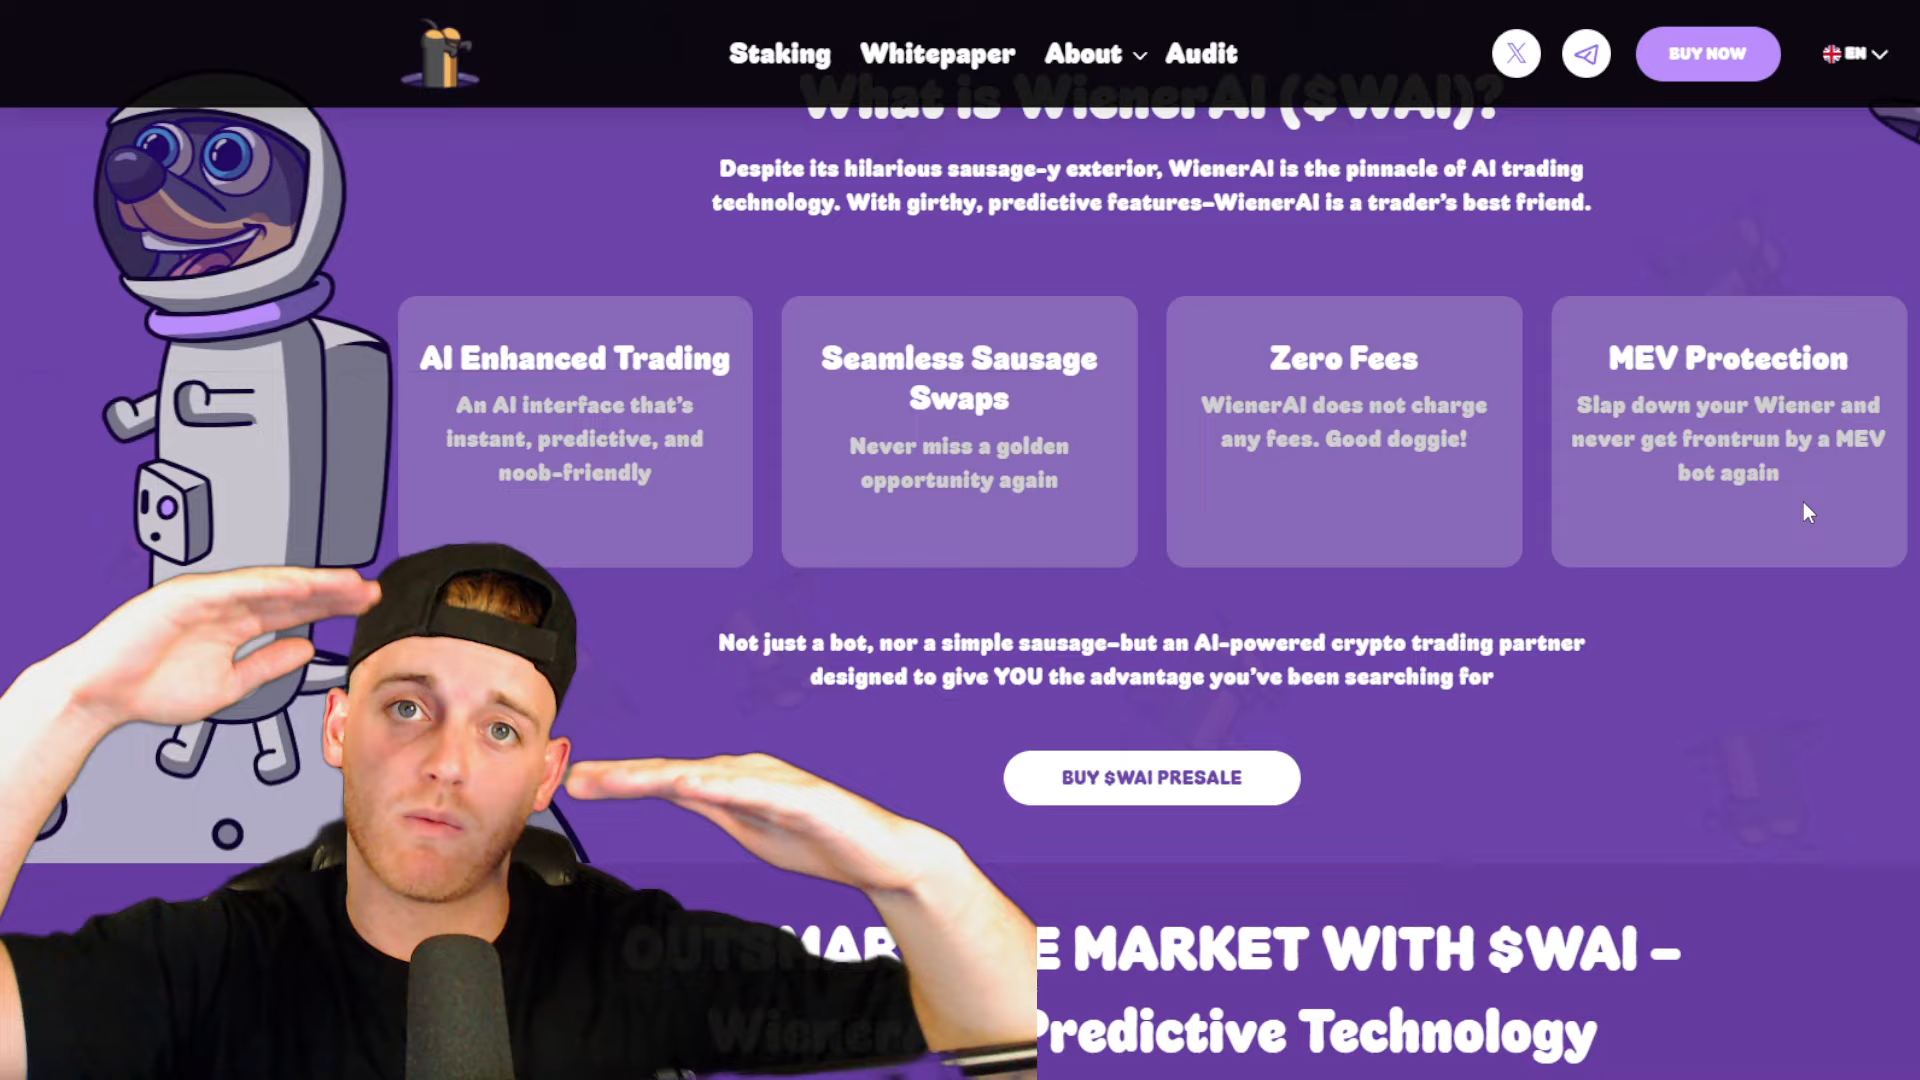 Staking Whitepaper About Audit
BUY NOW
EN
What is WienerAI ($WAI)?
Despite its hilarious sausage-y exterior, WienerAI is the pinnacle of AI trading
technology. With girthy, predictive features–WienerAI is a trader's best friend.
AI Enhanced Trading
An AI interface that's
instant, predictive, and
noob-friendly
Seamless Sausage
Swaps
Never miss a golden
opportunity again
Zero Fees
WienerAI does not charge
any fees. Good doggie!
MEV Protection
Slap down your Wiener and
never get frontrun by a MEV
bot again
Not just a bot, nor a simple sausage–but an AI-powered crypto trading partner
designed to give YOU the advantage you've been searching for
BUY $WAI PRESALE
MARKET WITH $WAI –
Predictive Technology